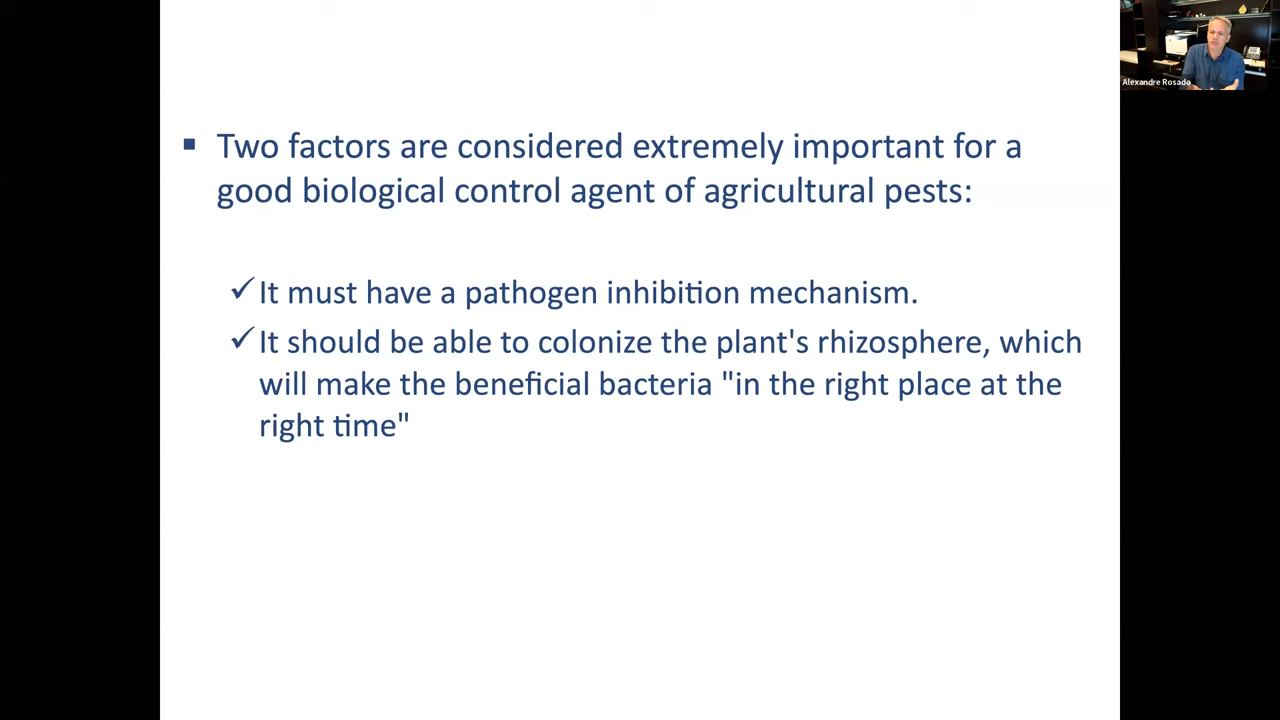 Alexandre Rosado
▪ Two factors are considered extremely important for a
good biological control agent of agricultural pests:
✓It must have a pathogen inhibition mechanism.
✓It should be able to colonize the plant's rhizosphere, which
will make the beneficial bacteria "in the right place at the
right time"